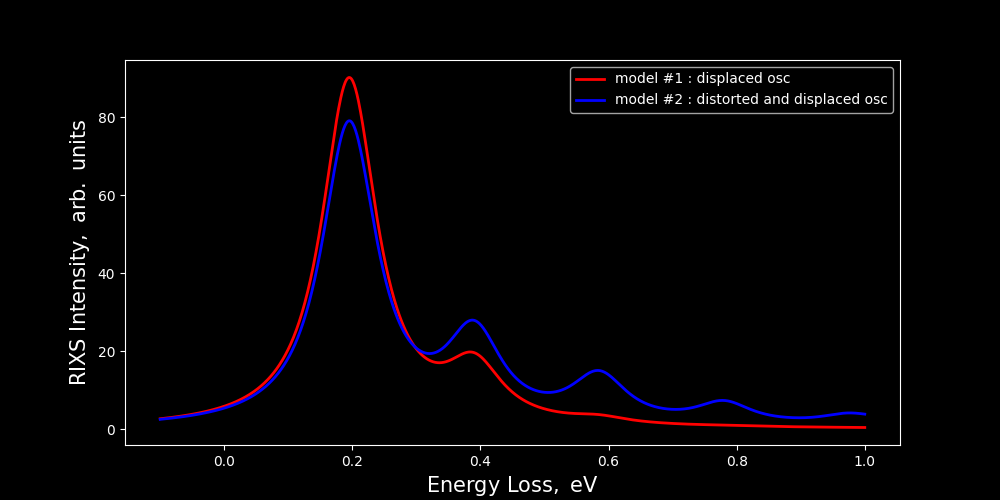 model #1 : displaced osc
model #2 : distorted and displaced osc
RIXS Intensity, arb. units
80
60
40
20
0
0.0 0.2 0.4 0.6 0.8 1.0
Energy Loss, eV